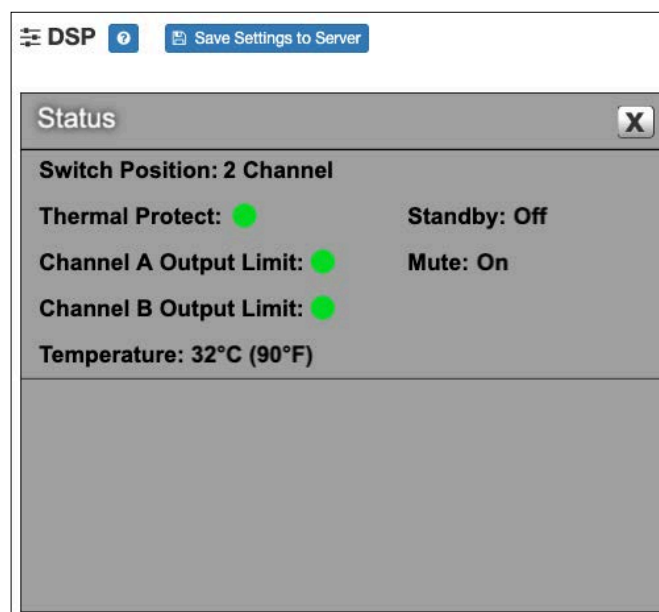 DSP ? Save Settings to Server
Status X
Switch Position: 2 Channel
Thermal Protect: Standby: Off
Channel A Output Limit: Mute: On
Channel B Output Limit:
Temperature: 32°C (90°F)